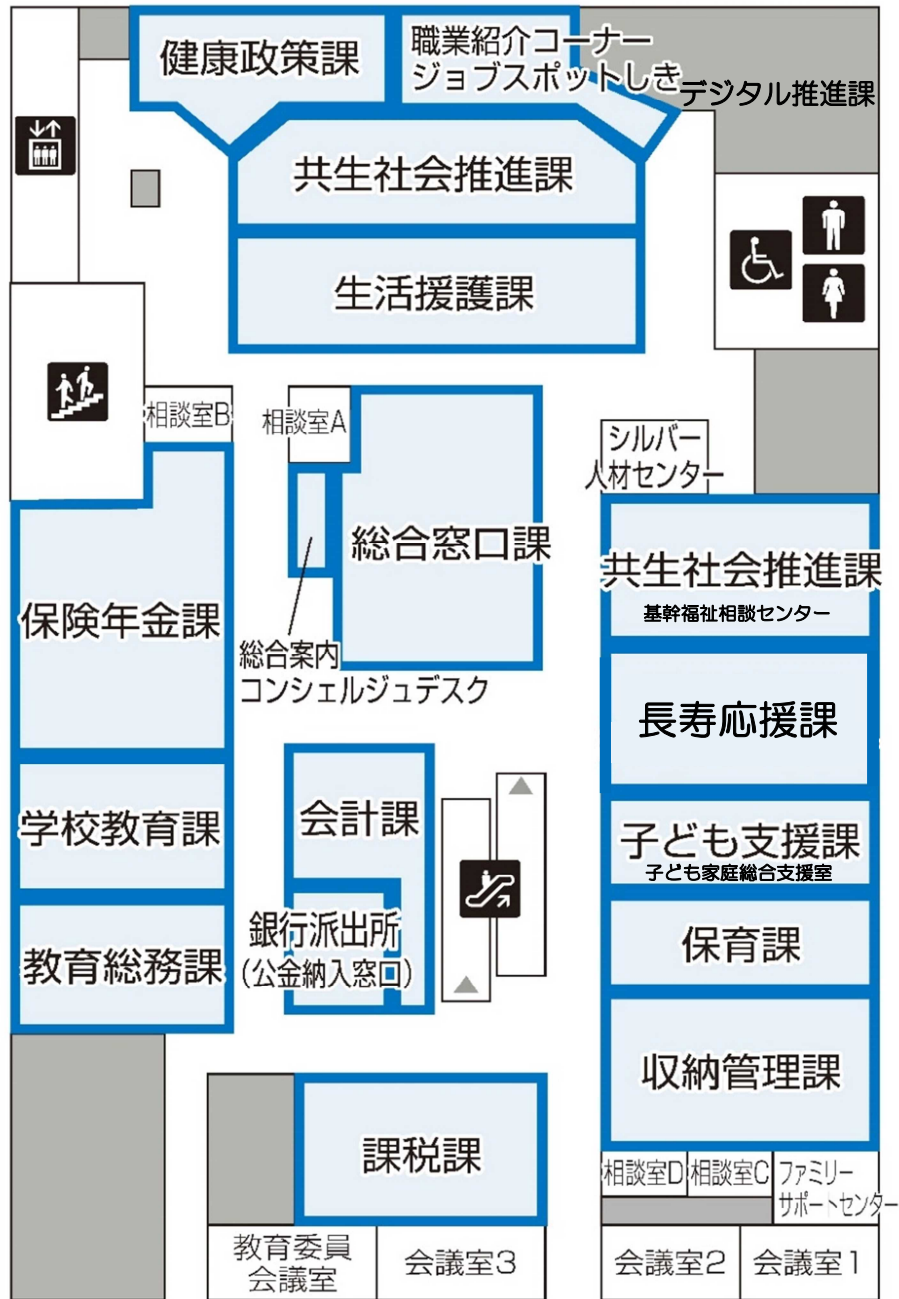 健康政策課
職業紹介コーナー
ジョブスポットしき
デジタル推進課
共生社会推進課
生活援護課
相談室B
相談室A
シルバー
人材センター
総合窓口課
共生社会推進課
基幹福祉相談センター
保険年金課
総合案内
コンシェルジュデスク
長寿応援課
会計課
学校教育課
子ども支援課
子ども家庭総合支援室
銀行派出所
(公金納入窓口)
保育課
教育総務課
収納管理課
課税課
相談室D
相談室C
ファミリー
サポートセンター
教育委員
会議室
会議室3
会議室2
会議室1